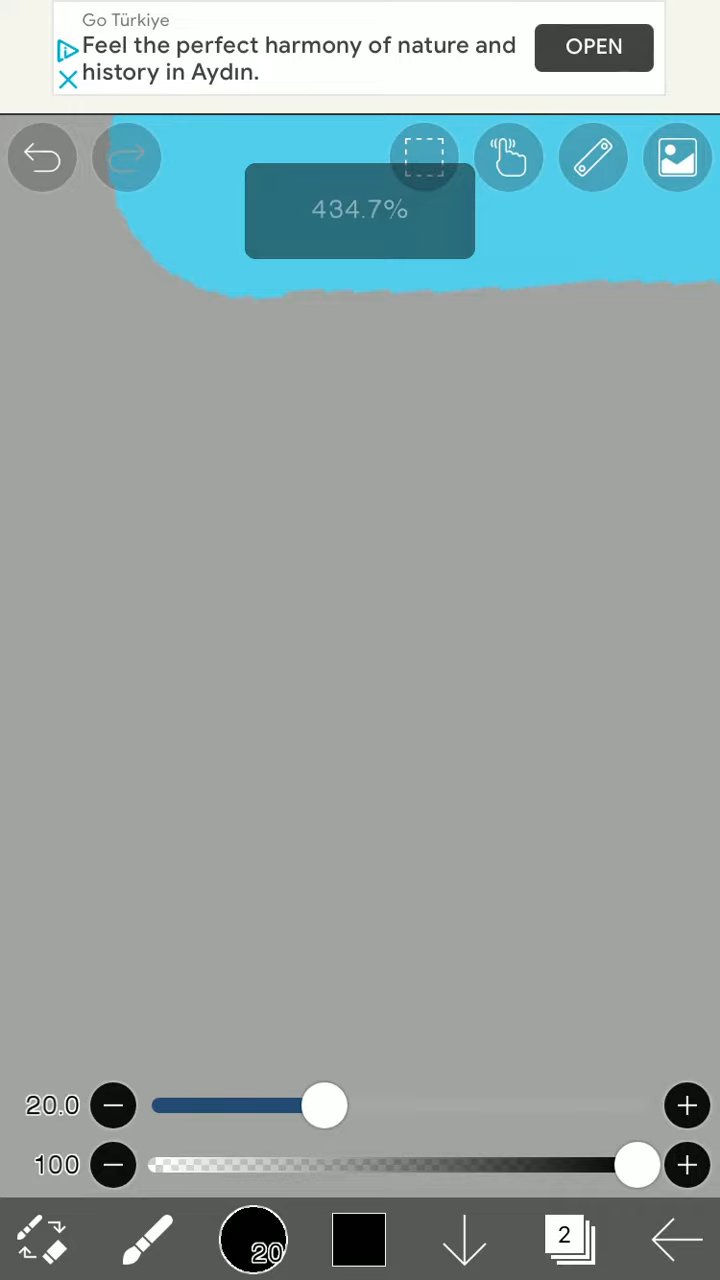 Go Türkiye
Feel the perfect harmony of nature and
history in Aydın.
OPEN
434.7%
20.0
100
20
2